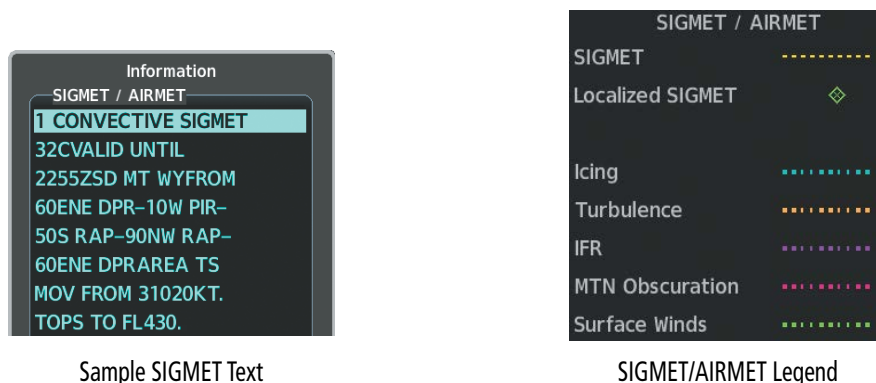 Information
SIGMET / AIRMET
1 CONVECTIVE SIGMET
32CVALID UNTIL
2255ZSD MT WYFROM
60ENE DPR–10W PIR–
50S RAP–90NW RAP–
60ENE DPRAREA TS
MOV FROM 31020KT.
TOPS TO FL430.
Sample SIGMET Text
SIGMET / AIRMET
SIGMET
Localized SIGMET
Icing
Turbulence
IFR
MTN Obscuration
Surface Winds
SIGMET/AIRMET Legend